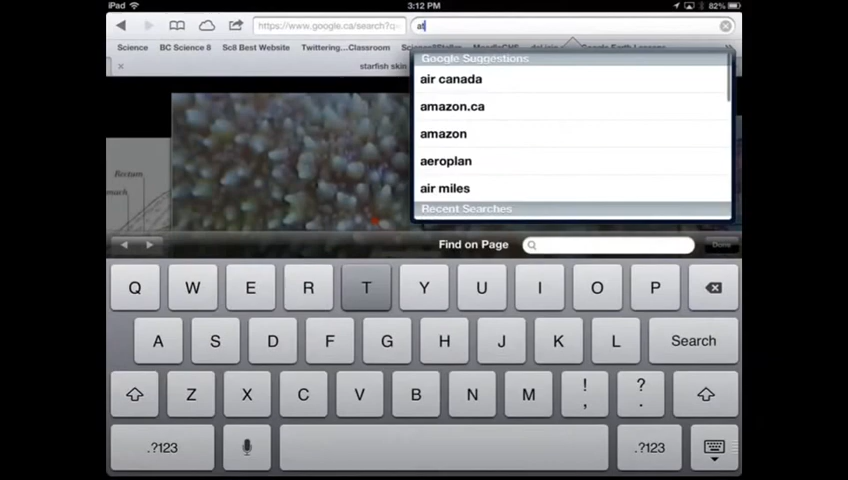 iPad 3:12 PM 82%
https://www.google.ca/search?q= at
Science BC Science 8 Sc8 Best Website Twittering...Classroom
starfish skin
Google Suggestions
air canada
amazon.ca
amazon
aeroplan
air miles
Recent Searches
Rectum
Find on Page Done
Q W E R T Y U I O P
A S D F G H J K L Search
Z X C V B N M ! , ? .
.?123 .?123